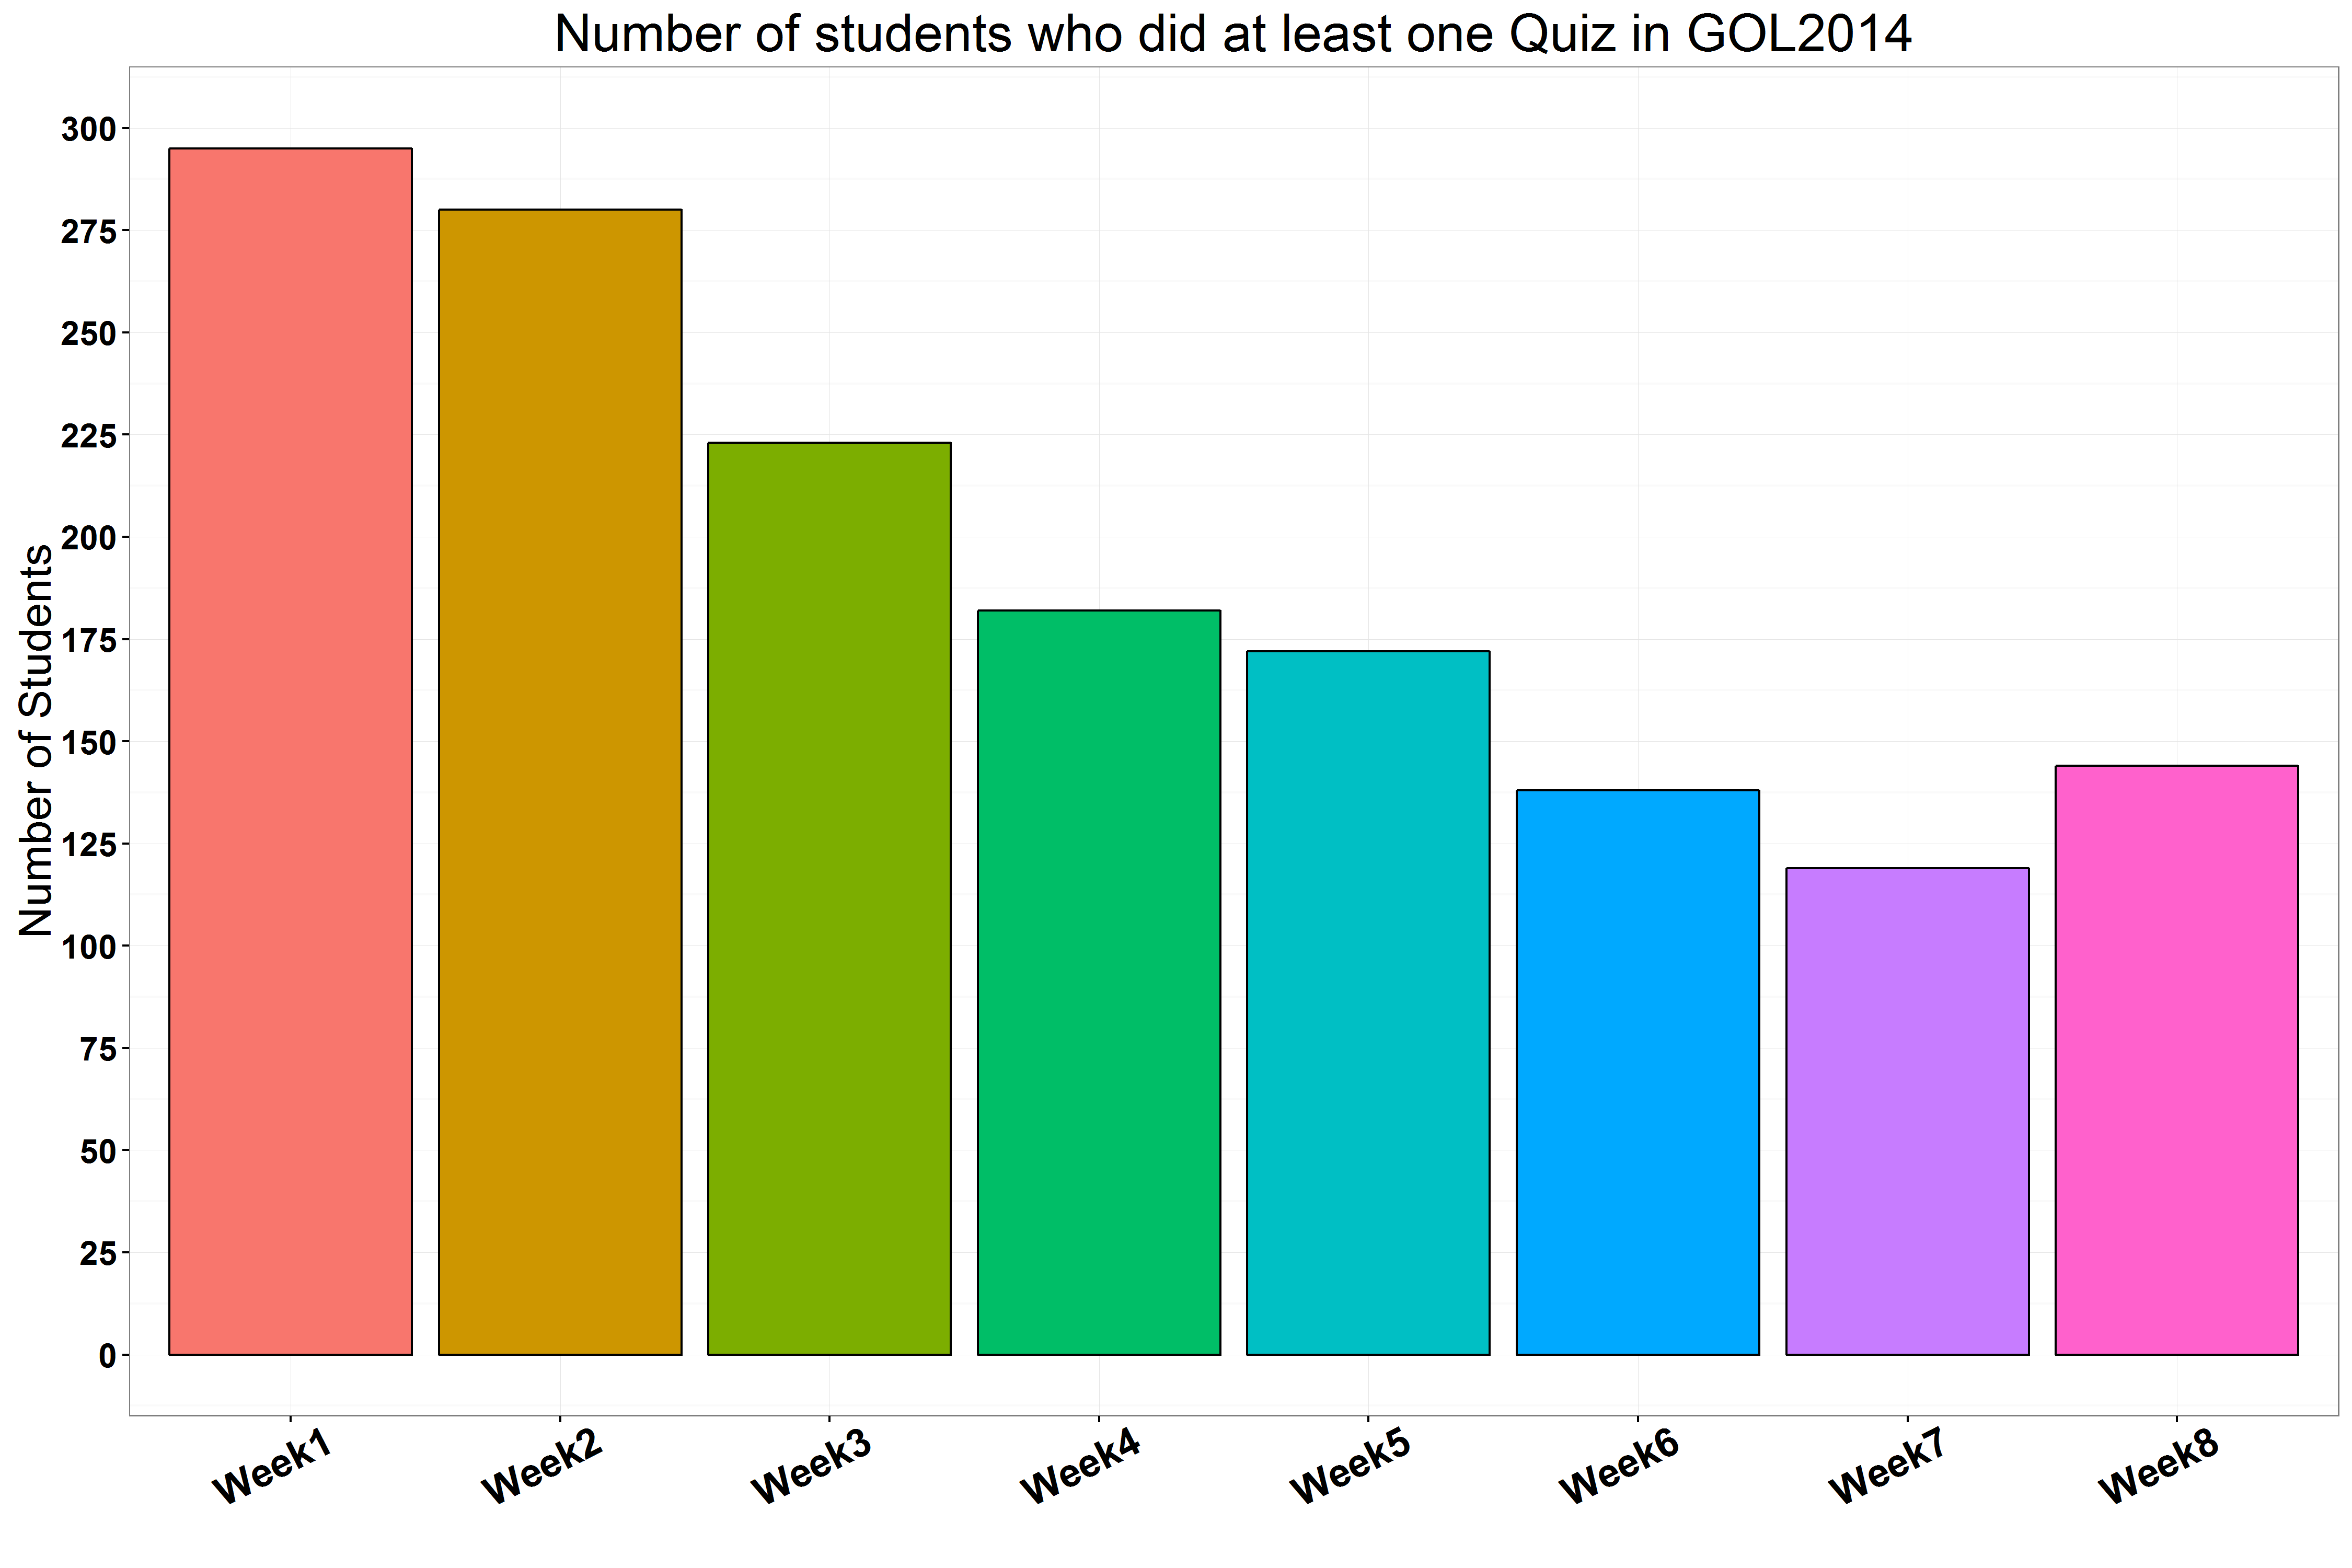 Number of students who did at least one Quiz in GOL2014
Number of Students
300
275
250
225
200
175
150
125
100
75
50
25
0
Week1
Week2
Week3
Week4
Week5
Week6
Week7
Week8